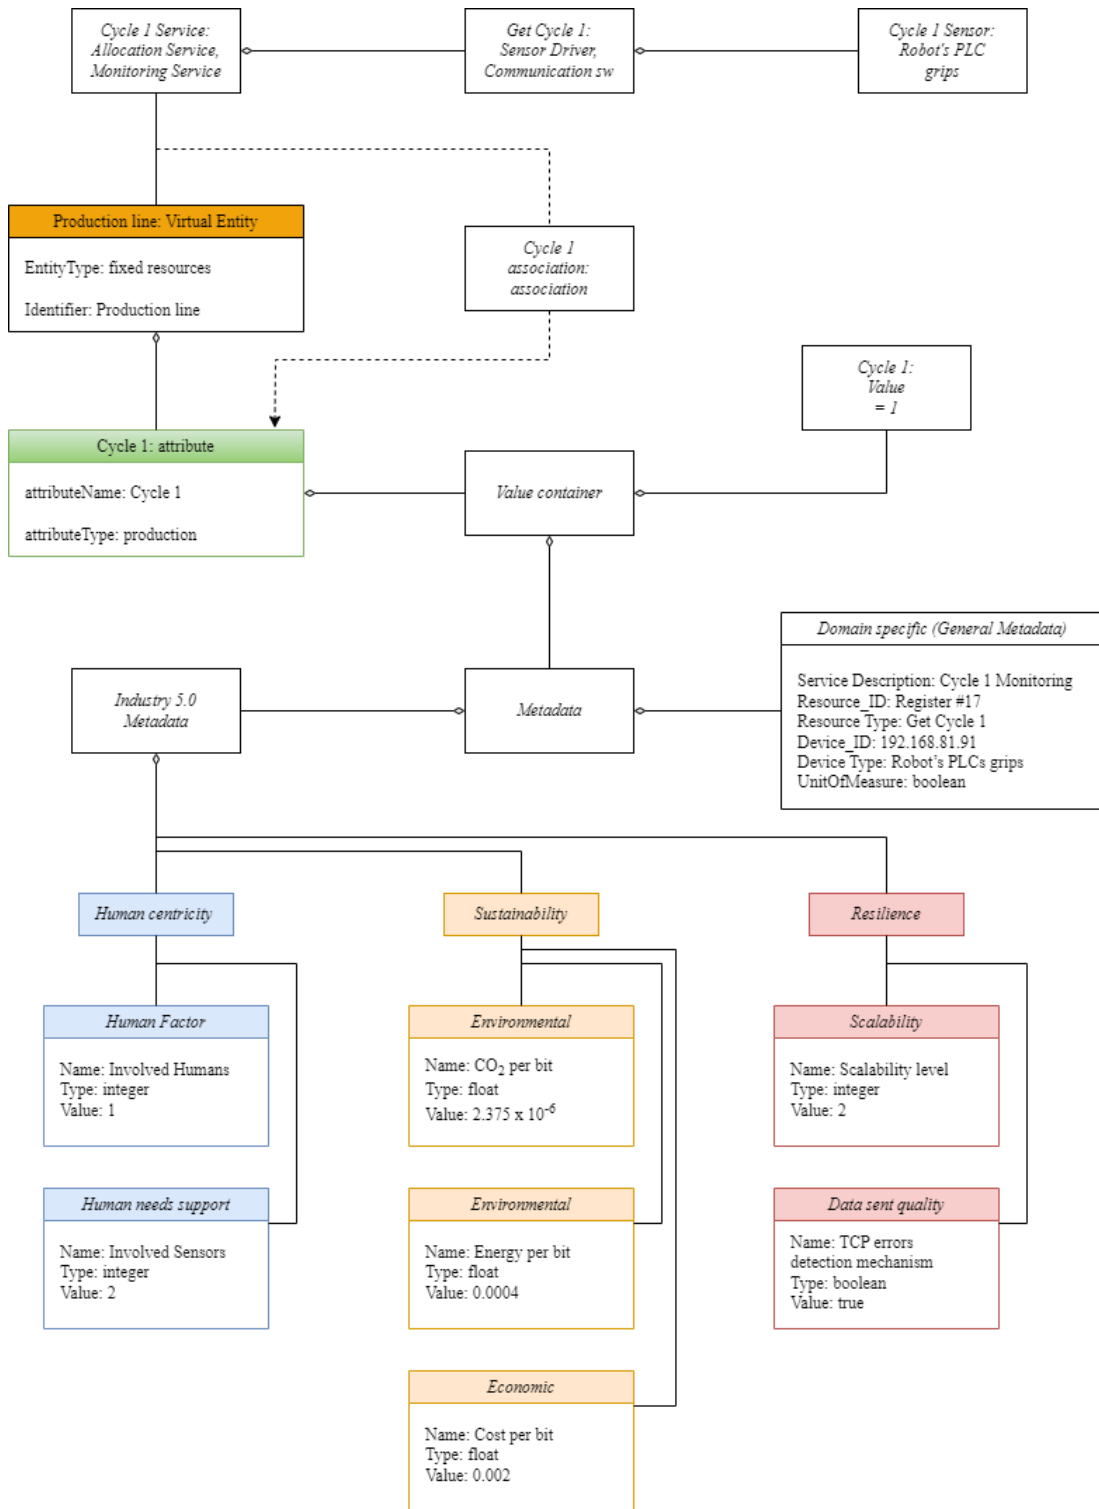 Cycle 1 Service:
Allocation Service,
Monitoring Service
Get Cycle 1:
Sensor Driver,
Communication sw
Cycle 1 Sensor:
Robot's PLC
grips
Production line: Virtual Entity
EntityType: fixed resources
Identifier: Production line
Cycle 1
association:
association
Cycle 1:
Value
= 1
Cycle 1: attribute
attributeName: Cycle 1
attributeType: production
Value container
Industry 5.0
Metadata
Metadata
Domain specific (General Metadata)
Service Description: Cycle 1 Monitoring
Resource_ID: Register #17
Resource Type: Get Cycle 1
Device_ID: 192.168.81.91
Device Type: Robot’s PLCs grips
UnitOfMeasure: boolean
Human centricity
Sustainability
Resilience
Human Factor
Name: Involved Humans
Type: integer
Value: 1
Environmental
Name: CO₂ per bit
Type: float
Value: 2.375 x 10⁻⁶
Scalability
Name: Scalability level
Type: integer
Value: 2
Human needs support
Name: Involved Sensors
Type: integer
Value: 2
Environmental
Name: Energy per bit
Type: float
Value: 0.0004
Data sent quality
Name: TCP errors
detection mechanism
Type: boolean
Value: true
Economic
Name: Cost per bit
Type: float
Value: 0.002